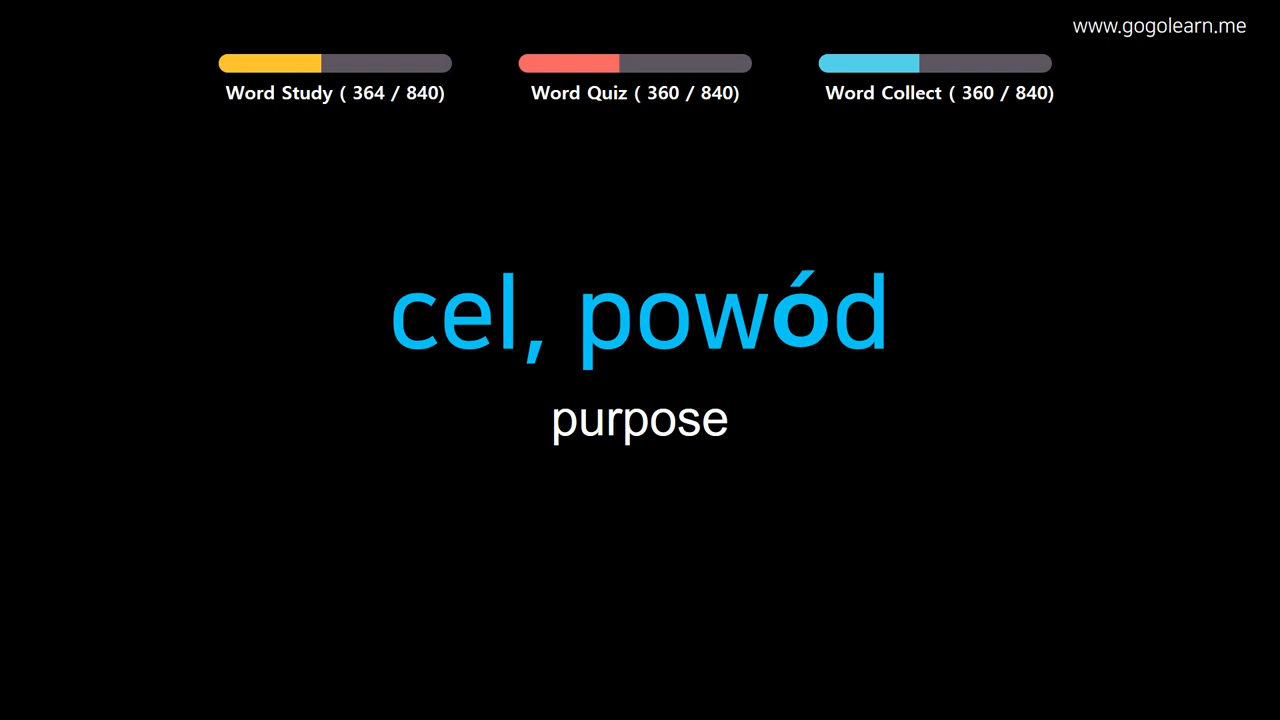 www.gogolearn.me
Word Study ( 364 / 840)
Word Quiz ( 360 / 840)
Word Collect ( 360 / 840)
cel, powód
purpose